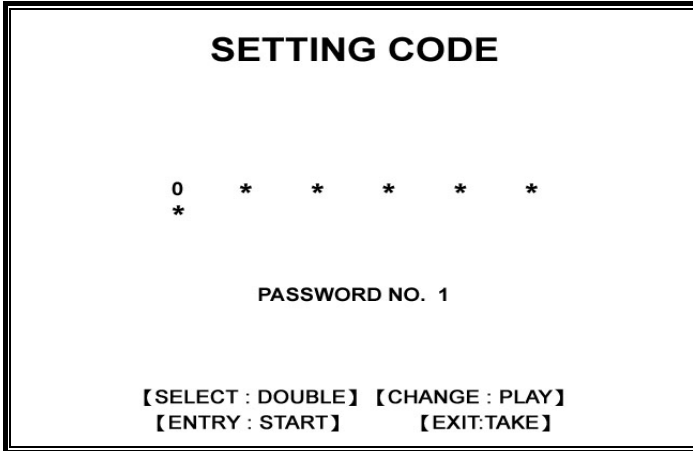 SETTING CODE
0 * * * * *
*
PASSWORD NO. 1
【SELECT : DOUBLE】 【CHANGE : PLAY】
【ENTRY : START】 【EXIT:TAKE】